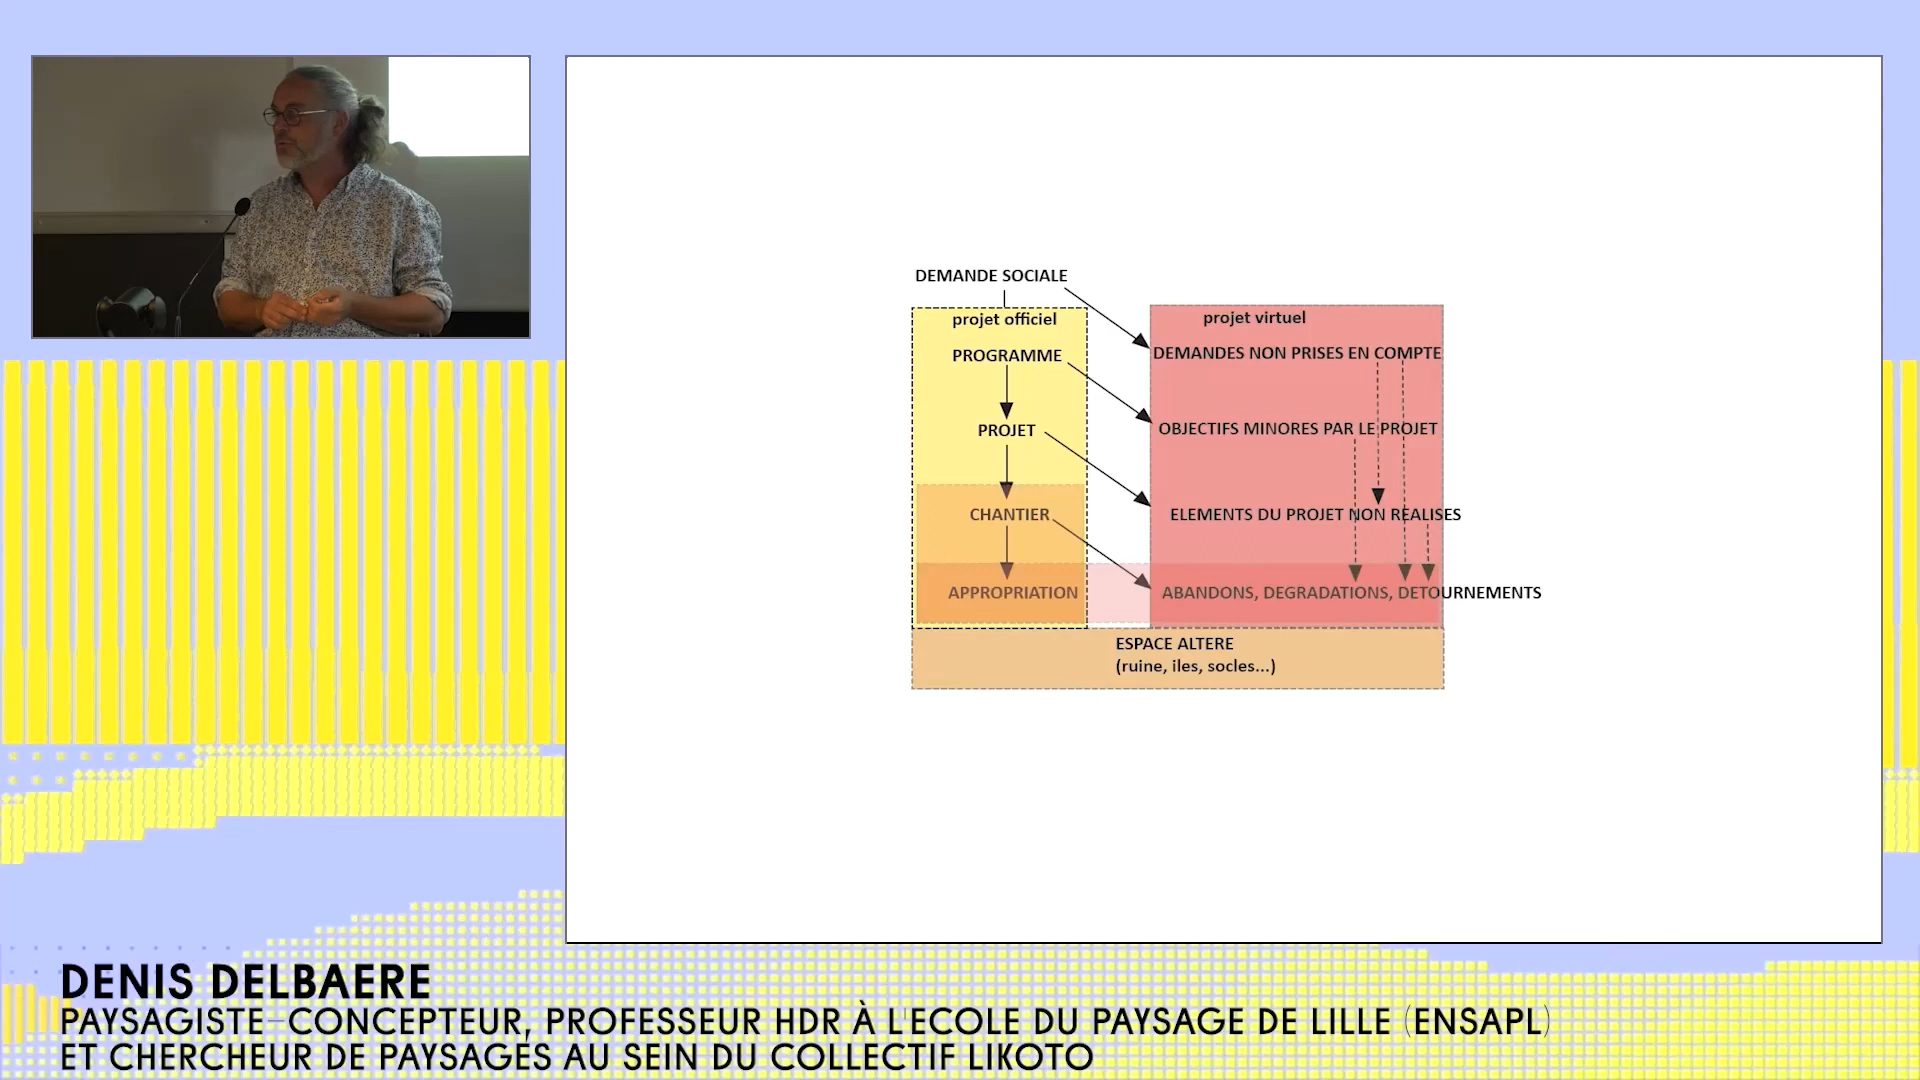 DEMANDE SOCIALE
projet officiel
projet virtuel
PROGRAMME
DEMANDES NON PRISES EN COMPTE
PROJET
OBJECTIFS MINORES PAR LE PROJET
CHANTIER
ELEMENTS DU PROJET NON REALISES
APPROPRIATION
ABANDONS, DEGRADATIONS, DETOURNEMENTS
ESPACE ALTERE
(ruine, iles, socles...)
DENIS DELBAERE
PAYSAGISTE-CONCEPTEUR, PROFESSEUR HDR À L'ECOLE DU PAYSAGE DE LILLE (ENSAPL)
ET CHERCHEUR DE PAYSAGES AU SEIN DU COLLECTIF LIKOTO